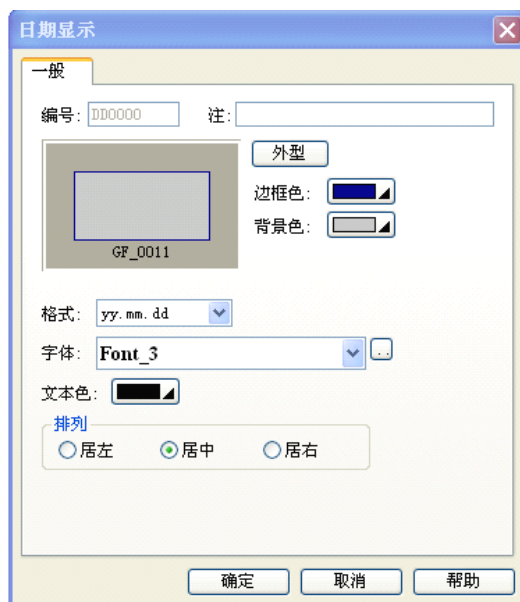 日期显示
一般
编号: DD0000 注:
外型
边框色:
背景色:
GF_0011
格式: yy.mm.dd
字体: Font_3 ..
文本色:
排列
居左 居中 居右
确定 取消 帮助